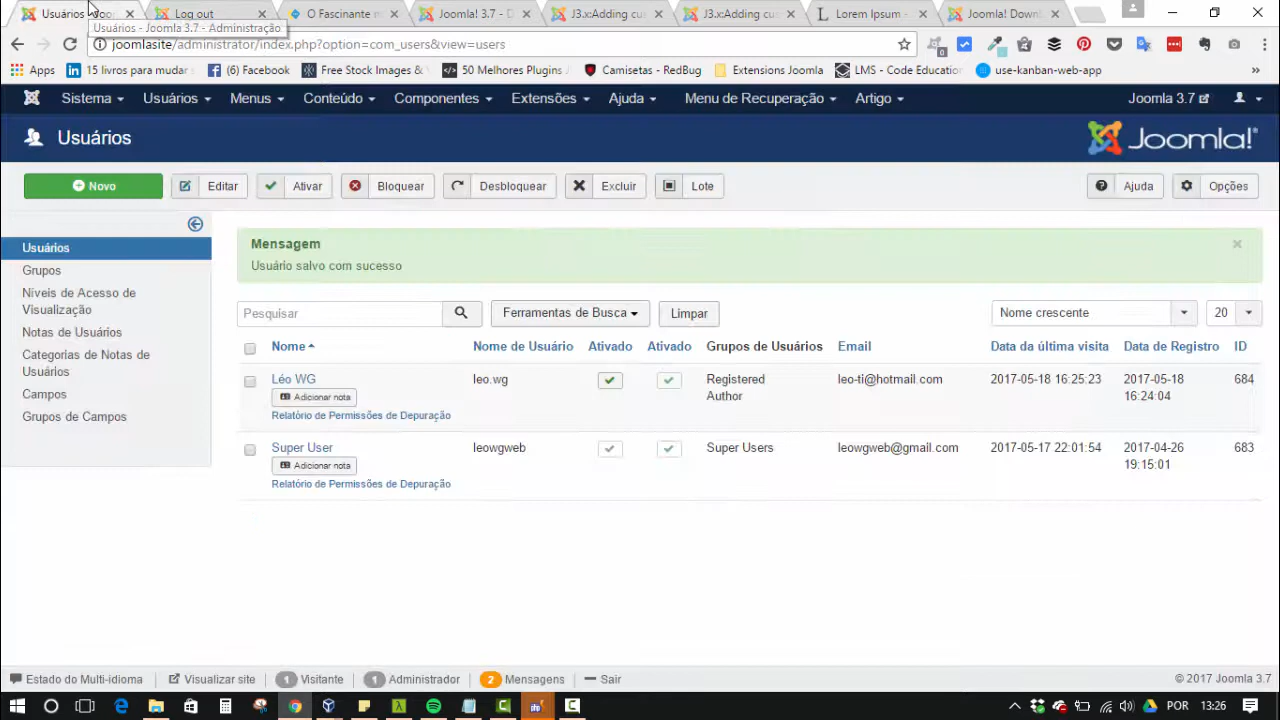 Usuários - Joom
Log out
O Fascinante m
Joomla! 3.7 - D
J3.x:Adding cu
J3.x:Adding cu
Lorem Ipsum -
Joomla! Down
Usuários - Joomla 3.7 - Administração
joomlasite/administrator/index.php?option=com_users&view=users
Apps
15 livros para mudar
(6) Facebook
Free Stock Images &
50 Melhores Plugins
Camisetas - RedBug
Extensões Joomla
LMS - Code Education
use-kanban-web-app
»
Sistema
Usuários
Menus
Conteúdo
Componentes
Extensões
Ajuda
Menu de Recuperação
Artigo
Joomla 3.7
Usuários
Joomla!®
Novo
Editar
Ativar
Bloquear
Desbloquear
Excluir
Lote
Ajuda
Opções
Usuários
Grupos
Níveis de Acesso de
Visualização
Notas de Usuários
Categorias de Notas de
Usuários
Campos
Grupos de Campos
Mensagem
Usuário salvo com sucesso
Pesquisar
Ferramentas de Busca
Limpar
Nome crescente
20
Nome
Nome de Usuário
Ativado
Ativado
Grupos de Usuários
Email
Data da última visita
Data de Registro
ID
Léo WG
leo.wg
Registered
Author
leo-ti@hotmail.com
2017-05-18 16:25:23
2017-05-18
16:24:04
684
Adicionar nota
Relatório de Permissões de Depuração
Super User
leowgweb
Super Users
leowgweb@gmail.com
2017-05-17 22:01:54
2017-04-26
19:15:01
683
Adicionar nota
Relatório de Permissões de Depuração
Estado do Multi-idioma
Visualizar site
1 Visitante
1 Administrador
2 Mensagens
Sair
© 2017 Joomla 3.7
POR
13:26